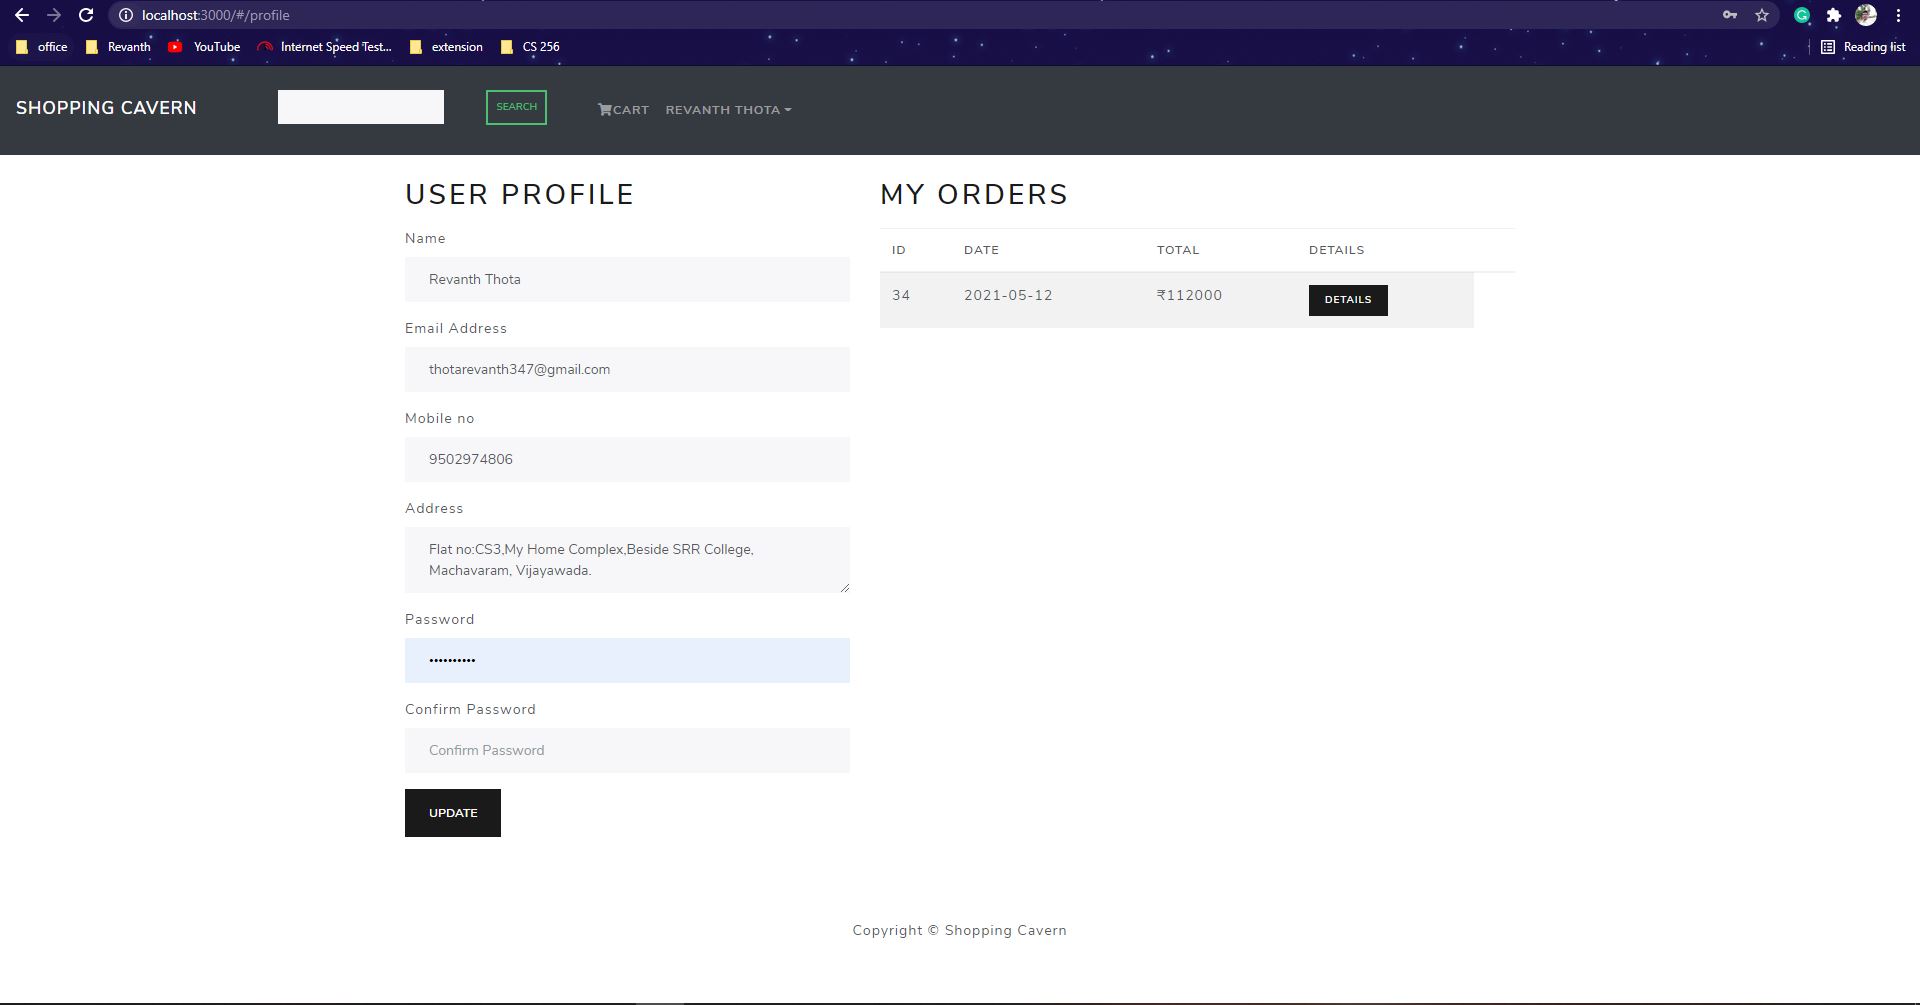 localhost:3000/#/profile
office Revanth YouTube Internet Speed Test... extension CS 256 Reading list
SHOPPING CAVERN SEARCH CART REVANTH THOTA
USER PROFILE
Name
Revanth Thota
Email Address
thotarevanth347@gmail.com
Mobile no
9502974806
Address
Flat no:CS3,My Home Complex,Beside SRR College,
Machavaram, Vijayawada.
Password
••••••••••
Confirm Password
Confirm Password
UPDATE
MY ORDERS
ID DATE TOTAL DETAILS
34 2021-05-12 ₹112000 DETAILS
Copyright © Shopping Cavern